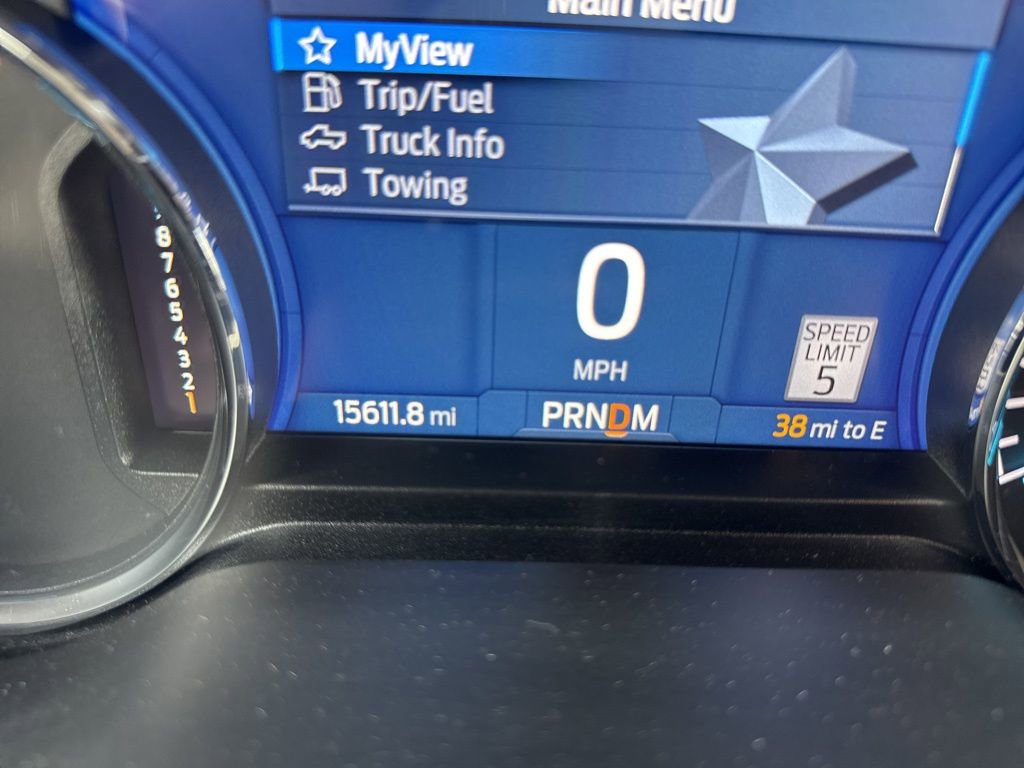 Main Menu
MyView
Trip/Fuel
Truck Info
Towing
8
7
6
5
4
3
2
1
0
MPH
SPEED
LIMIT
5
15611.8 mi
PRNDM
38 mi to E